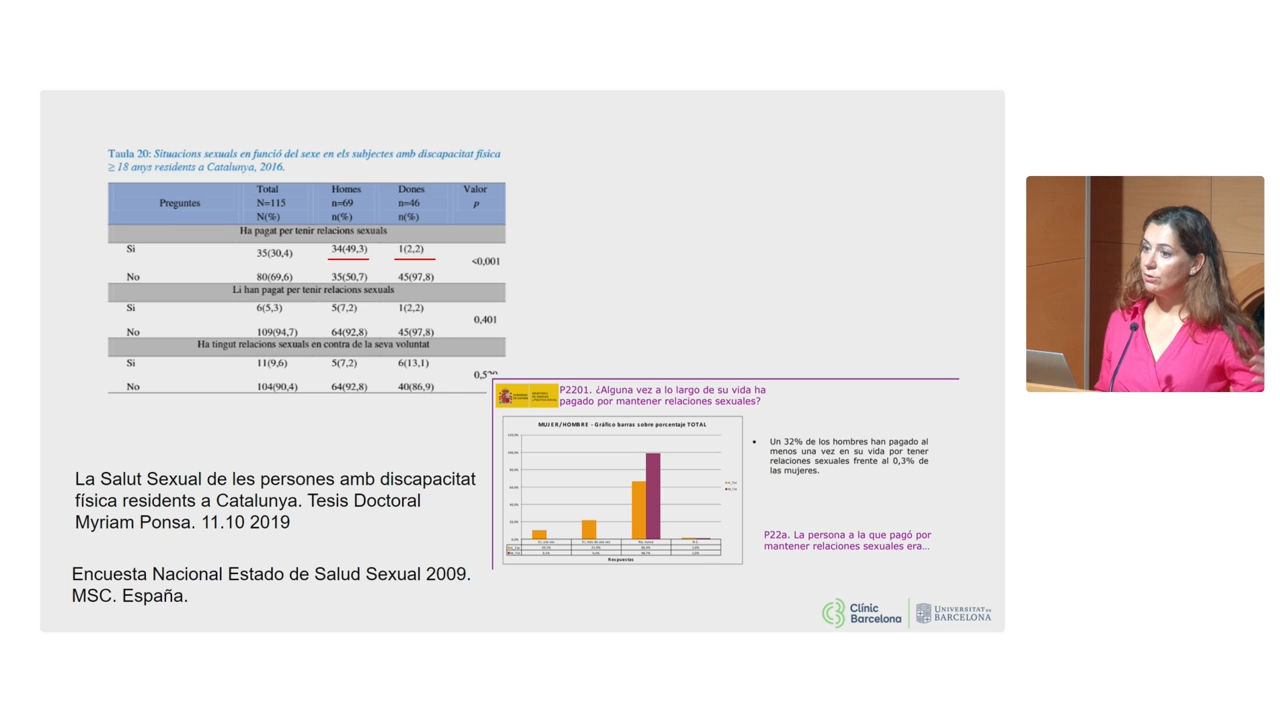 Taula 20: Situacions sexuals en funció del sexe en els subjectes amb discapacitat física
≥ 18 anys residents a Catalunya, 2016.
Preguntes
Total
N=115
N(%)
Homes
n=69
n(%)
Dones
n=46
n(%)
Valor
p
Ha pagat per tenir relacions sexuals
Si 35(30,4) 34(49,3) 1(2,2) <0,001
No 80(69,6) 35(50,7) 45(97,8)
Li han pagat per tenir relacions sexuals
Si 6(5,3) 5(7,2) 1(2,2) 0,401
No 109(94,7) 64(92,8) 45(97,8)
Ha tingut relacions sexuals en contra de la seva voluntat
Si 11(9,6) 5(7,2) 6(13,1)
No 104(90,4) 64(92,8) 40(86,9)
P2201. ¿Alguna vez a lo largo de su vida ha
pagado por mantener relaciones sexuales?
MUJER/HOMBRE - Gráfico barras sobre porcentaje TOTAL
Respuestas
• Un 32% de los hombres han pagado al
menos una vez en su vida por tener
relaciones sexuales frente al 0,3% de
las mujeres.
P22a. La persona a la que pagó por
mantener relaciones sexuales era…
La Salut Sexual de les persones amb discapacitat
física residents a Catalunya. Tesis Doctoral
Myriam Ponsa. 11.10 2019
Encuesta Nacional Estado de Salud Sexual 2009.
MSC. España.
Clínic
Barcelona
UNIVERSITAT DE
BARCELONA